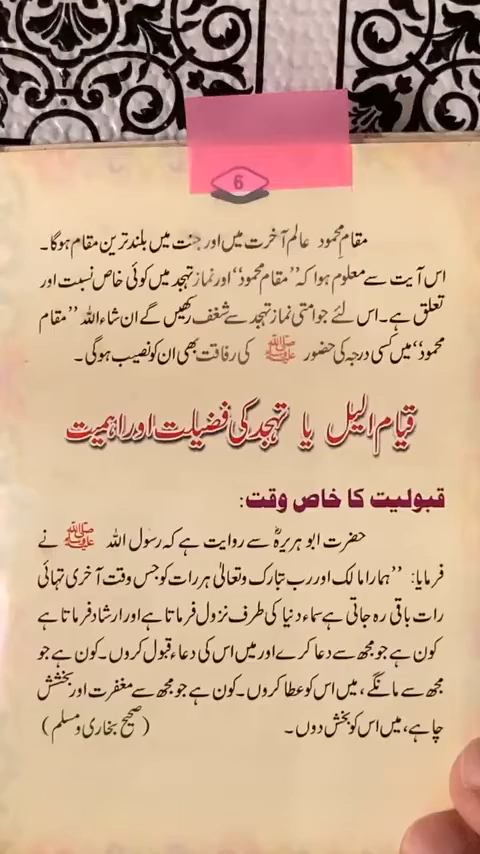 6
مقامِ محمود عالم آخرت میں اور جنت میں بلند ترین مقام ہوگا۔
اس آیت سے معلوم ہوا کہ ”مقام محمود“ اور نماز تہجد میں کوئی خاص نسبت اور
تعلق ہے۔ اس لئے جو امتی نماز تہجد سے شغف رکھیں گے ان شاء اللہ ”مقام
محمود“ میں کسی درجہ کی حضور ﷺ کی رفاقت بھی ان کو نصیب ہوگی۔
قیام الیل یا تہجد کی فضیلت اور اہمیت
قبولیت کا خاص وقت:
حضرت ابو ہریرہؓ سے روایت ہے کہ رسول اللہ ﷺ نے
فرمایا: ”ہمارا مالک اور رب تبارک وتعالیٰ ہر رات کو جس وقت آخری تہائی
رات باقی رہ جاتی ہے سماء دنیا کی طرف نزول فرماتا ہے اور ارشاد فرماتا ہے
کون ہے جو مجھ سے دعا کرے اور میں اس کی دعاء قبول کروں۔ کون ہے جو
مجھ سے مانگے، میں اس کو عطا کروں۔ کون ہے جو مجھ سے مغفرت اور بخشش
چاہے، میں اس کو بخش دوں۔ (صحیح بخاری ومسلم)